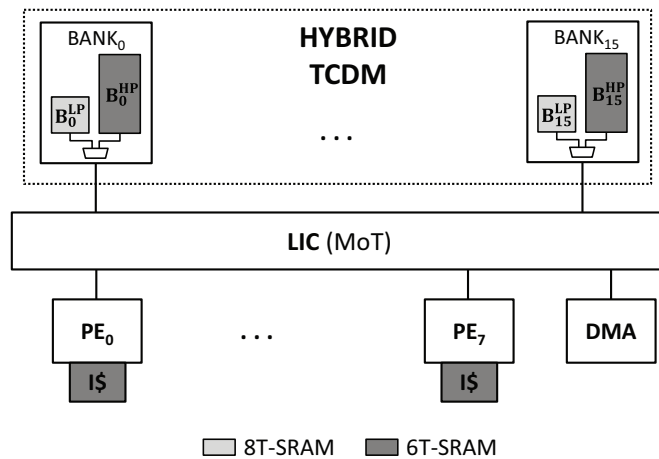 BANK₀
HYBRID
TCDM
BANK₁₅
B₀ᴸᴾ
B₀ᴴᴾ
B₁₅ᴸᴾ
B₁₅ᴴᴾ
...
LIC (MoT)
PE₀
...
PE₇
DMA
I$
I$
8T-SRAM
6T-SRAM